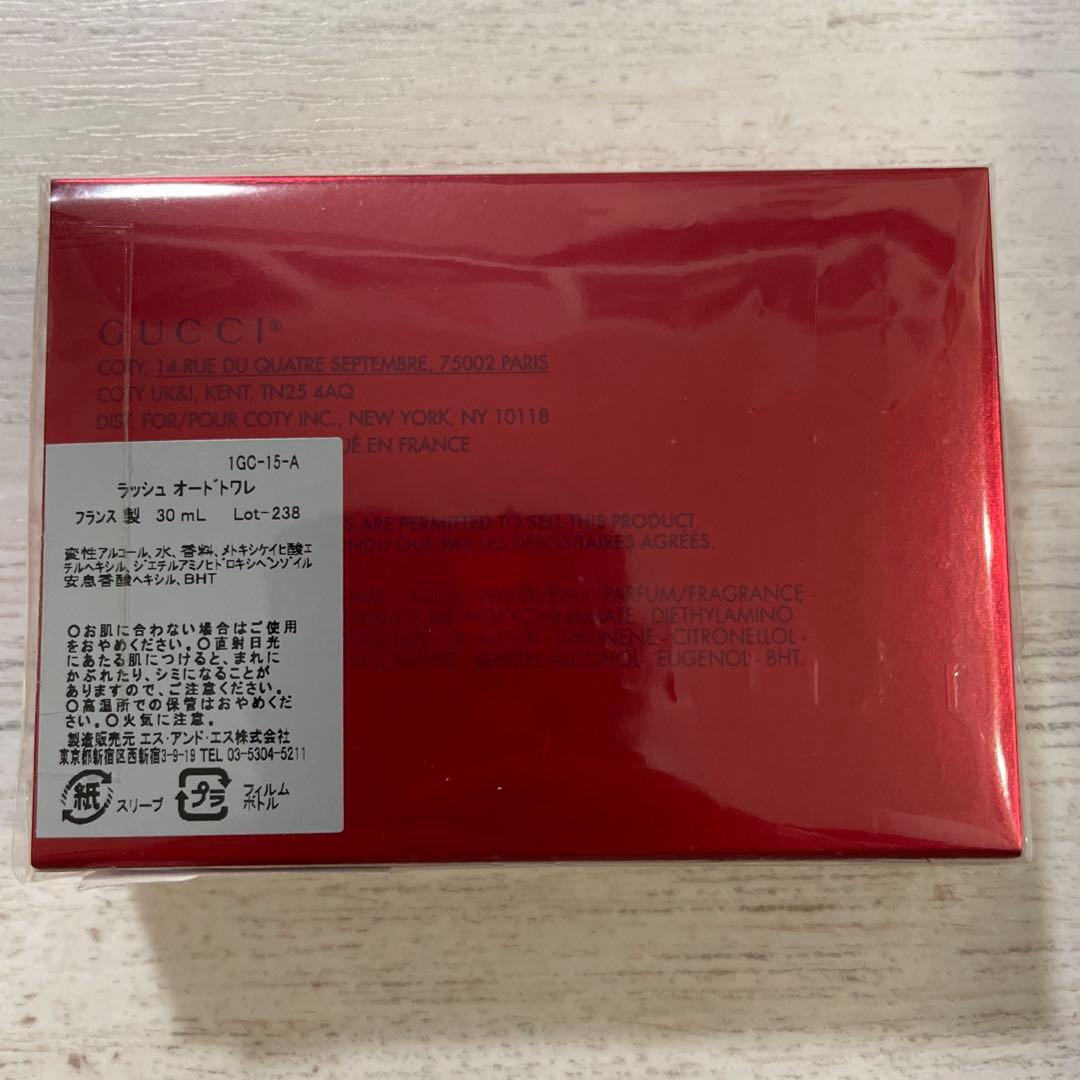 GUCCI®
COTY, 14 RUE DU QUATRE SEPTEMBRE, 75002 PARIS
COTY UK&I, KENT, TN25 4AQ
DIST. FOR/POUR COTY INC., NEW YORK, NY 10118
EN FRANCE
ARE PERMITTED TO SELL THIS PRODUCT.
QUE PAR LES DÉPOSITAIRES AGRÉÉS.
AQUA/WATER/EAU, PARFUM/FRAGRANCE -
METHOXYCINNAMATE - DIETHYLAMINO
- CITRONELLOL -
BENZYL ALCOHOL - EUGENOL - BHT.
1GC-15-A
ラッシュ オードトワレ
フランス 製 30 mL Lot-238
変性アルコール、水、香料、メトキシケイヒ酸エ
チルヘキシル、ジエチルアミノヒドロキシベンゾイル
安息香酸ヘキシル、BHT
○お肌に合わない場合はご使用
をおやめください。○直射日光
にあたる肌につけると、まれに
かぶれたり、シミになることが
ありますので、ご注意ください。
○高温所での保管はおやめくだ
さい。○火気に注意。
製造販売元 エス・アンド・エス株式会社
東京都新宿区西新宿3-9-19 TEL 03-5304-5211
紙 スリーブ プラ フィルム
ボトル